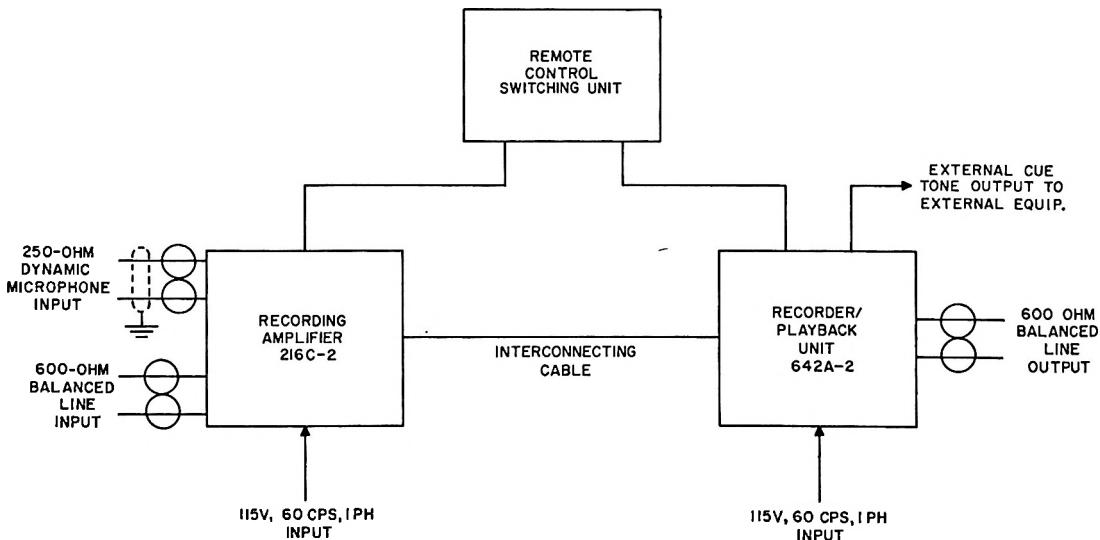 REMOTE
CONTROL
SWITCHING UNIT
EXTERNAL CUE
TONE OUTPUT TO
EXTERNAL EQUIP.
250-OHM
DYNAMIC
MICROPHONE
INPUT
RECORDING
AMPLIFIER
216C-2
INTERCONNECTING
CABLE
RECORDER/
PLAYBACK
UNIT
642A-2
600 OHM
BALANCED
LINE
OUTPUT
600-OHM
BALANCED
LINE
INPUT
115V, 60 CPS, 1 PH
INPUT
115V, 60 CPS, 1 PH
INPUT